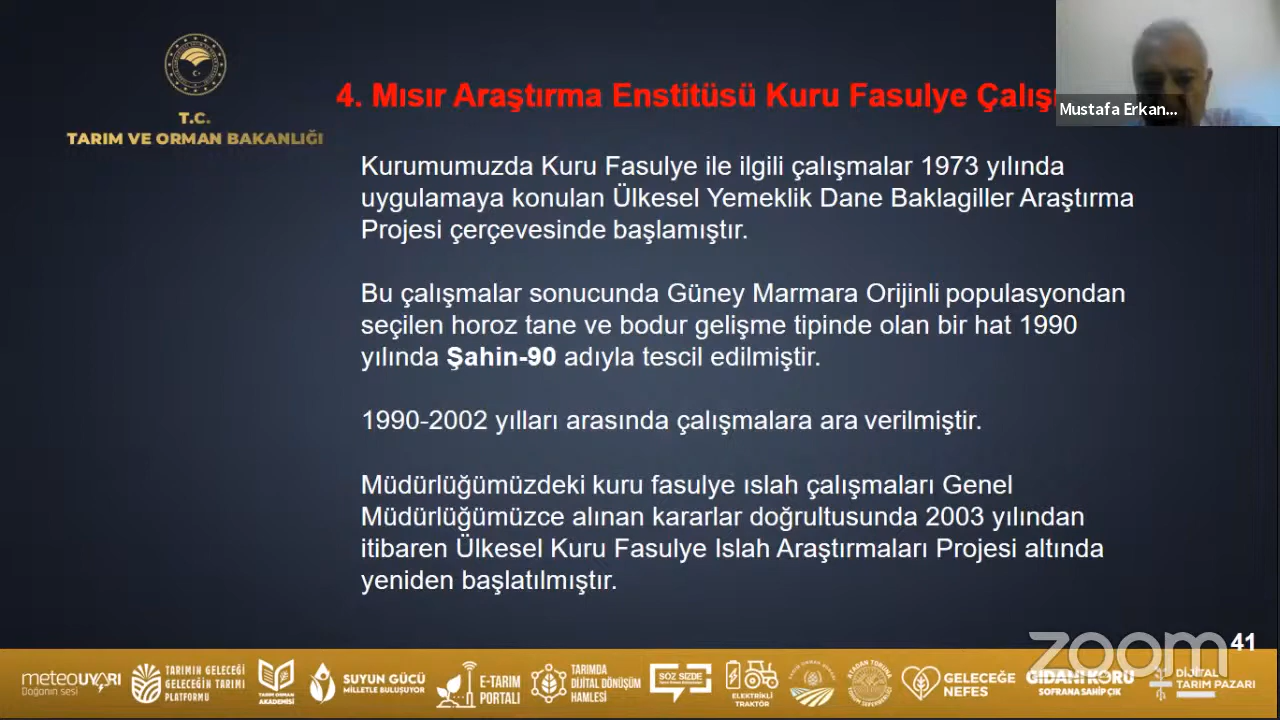 T.C.
TARIM VE ORMAN BAKANLIĞI
4. Mısır Araştırma Enstitüsü Kuru Fasulye
Mustafa Erkan...
Kurumumuzda Kuru Fasulye ile ilgili çalışmalar 1973 yılında
uygulamaya konulan Ülkesel Yemeklik Dane Baklagiller Araştırma
Projesi çerçevesinde başlamıştır.
Bu çalışmalar sonucunda Güney Marmara Orijinli populasyondan
seçilen horoz tane ve bodur gelişme tipinde olan bir hat 1990
yılında Şahin-90 adıyla tescil edilmiştir.
1990-2002 yılları arasında çalışmalara ara verilmiştir.
Müdürlüğümüzdeki kuru fasulye ıslah çalışmaları Genel
Müdürlüğümüzce alınan kararlar doğrultusunda 2003 yılından
itibaren Ülkesel Kuru Fasulye Islah Araştırmaları Projesi altında
yeniden başlatılmıştır.
41
zoom
meteoUYARI
Doğanın sesi
TARIMIN GELECEĞİ
GELECEĞİN TARIMI
PLATFORMU
TARIM ORMAN
AKADEMİSİ
SUYUN GÜCÜ
MİLLETLE BULUŞUYOR
E-TARIM
PORTALI
TARIMDA
DİJİTAL DÖNÜŞÜM
HAMLESİ
SÖZ SİZDE
ELEKTRİKLİ
TRAKTÖR
GELECEĞE
NEFES
GIDANI KORU
SOFRANA SAHİP ÇIK
DİJİTAL
TARIM PAZARI